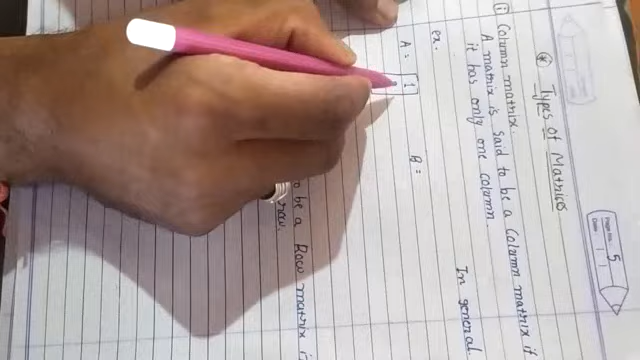 Page No. 5
Date
* Types of Matrices
(i) Column matrix.
A matrix is said to be a Column matrix if
it has only one column.
In general.
ex.
A = [1
B =
to be a Row matrix i
row.